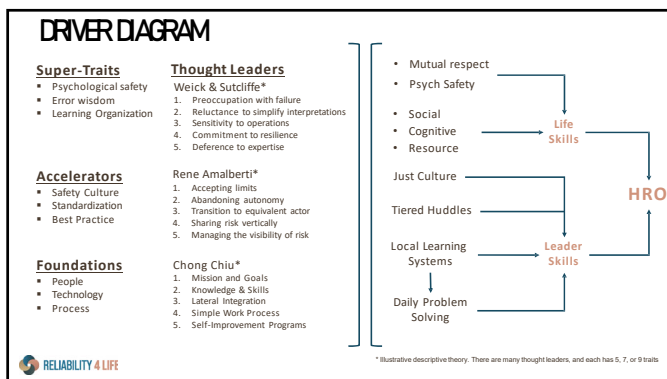 DRIVER DIAGRAM
Super-Traits
▪ Psychological safety
▪ Error wisdom
▪ Learning Organization
Accelerators
▪ Safety Culture
▪ Standardization
▪ Best Practice
Foundations
▪ People
▪ Technology
▪ Process
Thought Leaders
Weick & Sutcliffe*
1. Preoccupation with failure
2. Reluctance to simplify interpretations
3. Sensitivity to operations
4. Commitment to resilience
5. Deference to expertise
Rene Amalberti*
1. Accepting limits
2. Abandoning autonomy
3. Transition to equivalent actor
4. Sharing risk vertically
5. Managing the visibility of risk
Chong Chiu*
1. Mission and Goals
2. Knowledge & Skills
3. Lateral Integration
4. Simple Work Process
5. Self-Improvement Programs
• Mutual respect
• Psych Safety
• Social
• Cognitive
• Resource
Life
Skills
Just Culture
Tiered Huddles
Local Learning
Systems
Daily Problem
Solving
Leader
Skills
HRO
RELIABILITY 4 LIFE
* Illustrative descriptive theory. There are many thought leaders, and each has 5, 7, or 9 traits